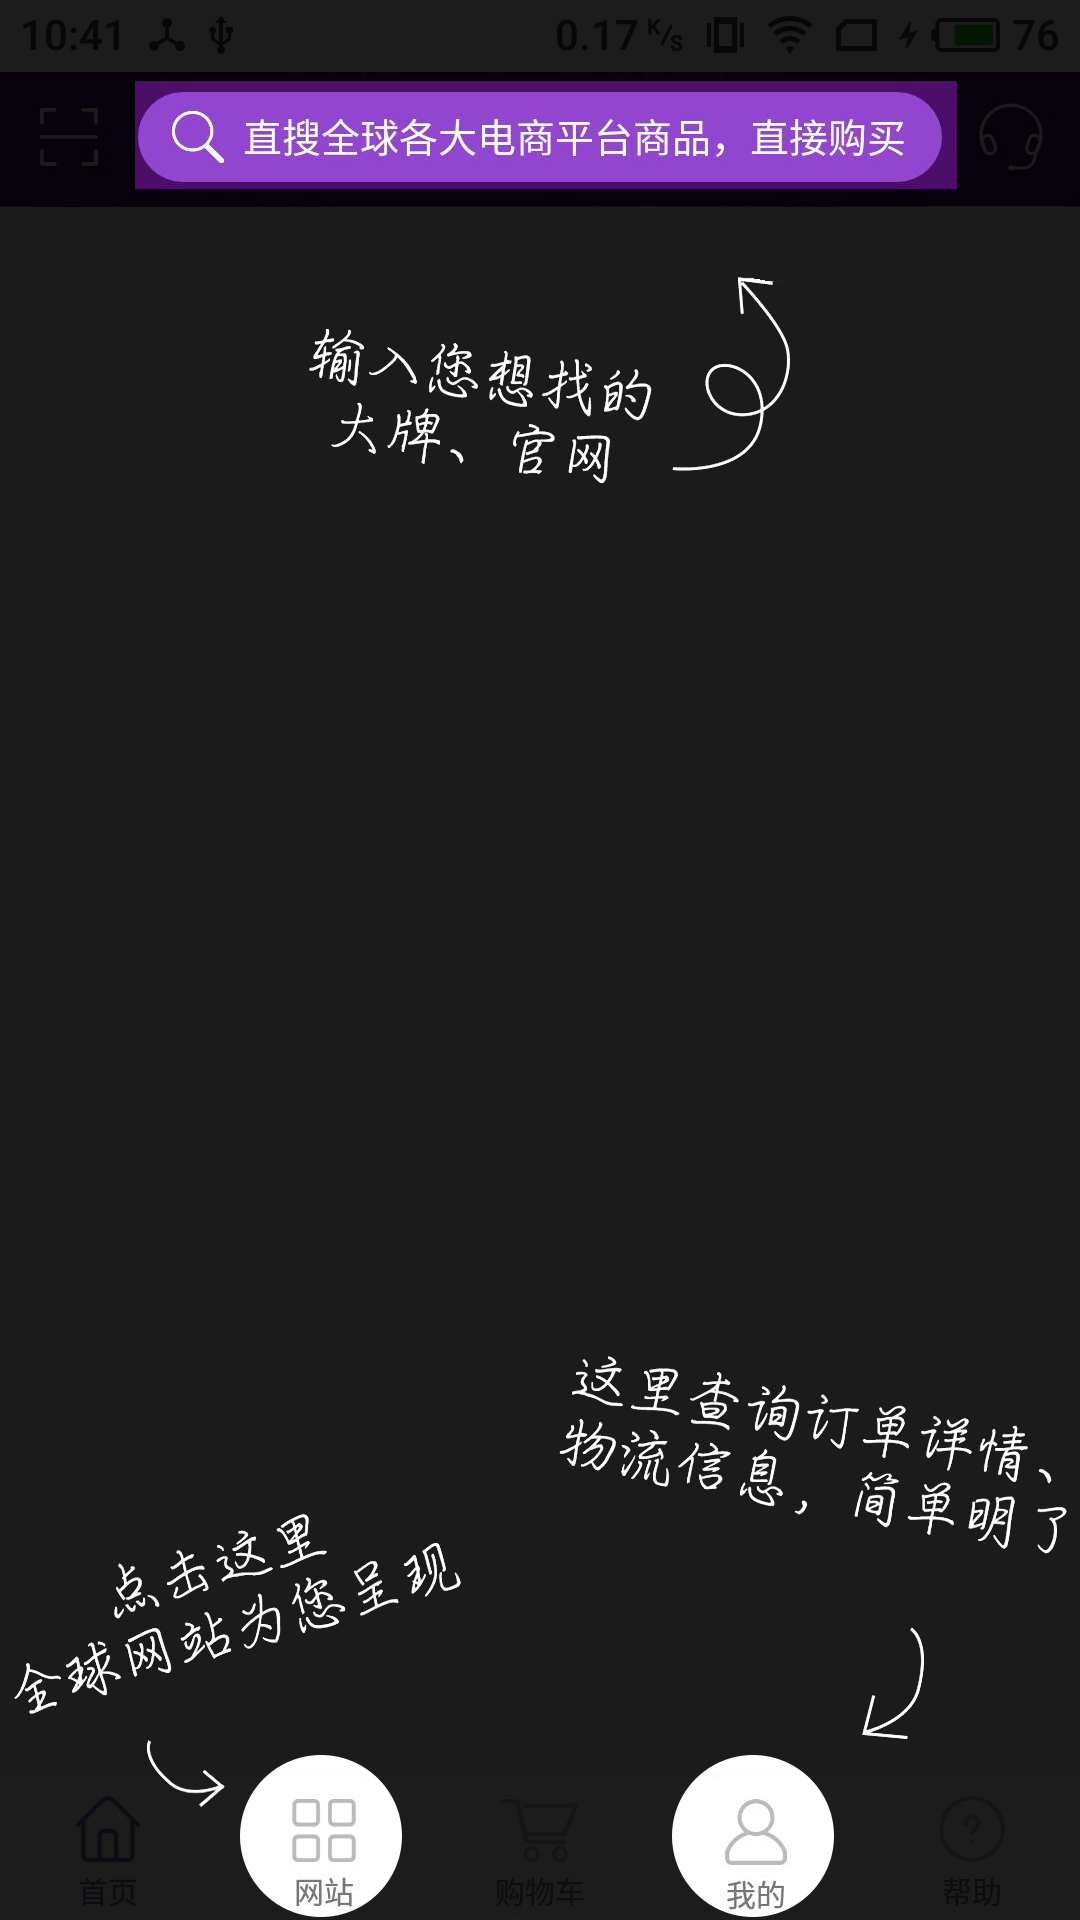 10:41 0.17 K/s 76
直搜全球各大电商平台商品，直接购买
输入您想找的
大牌、官网
这里查询订单详情、
物流信息，简单明了
点击这里
全球网站为您呈现
首页 网站 购物车 我的 帮助